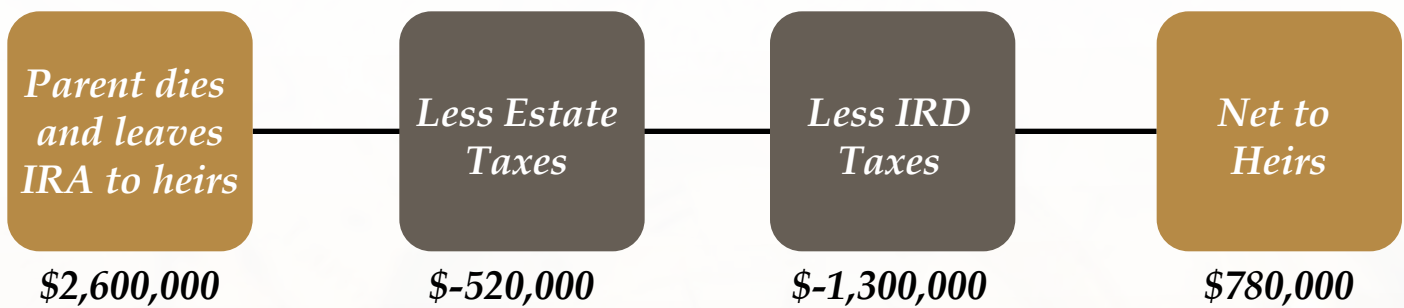 Parent dies
and leaves
IRA to heirs
Less Estate
Taxes
Less IRD
Taxes
Net to
Heirs
$2,600,000
$-520,000
$-1,300,000
$780,000